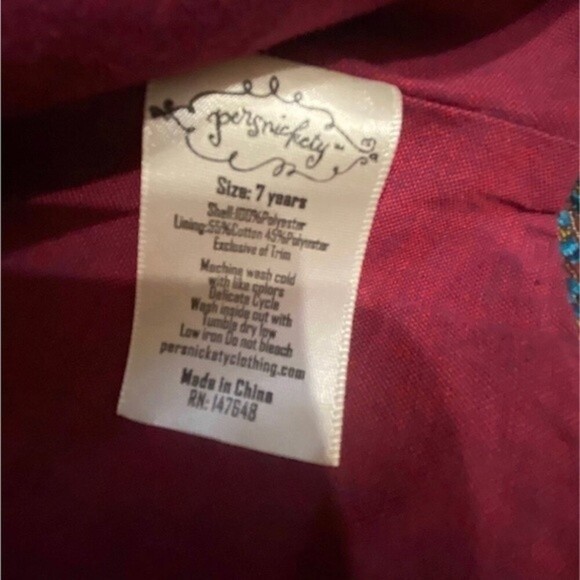 persnickety™
Size: 7 years
Shell:100%Polyester
Lining:55%Cotton 45%Polyester
Exclusive of Trim
Machine wash cold
with like colors
Delicate Cycle
Wash inside out with
Tumble dry low
Low iron Do not bleach
persnicketyclothing.com
Made in China
RN: 147648